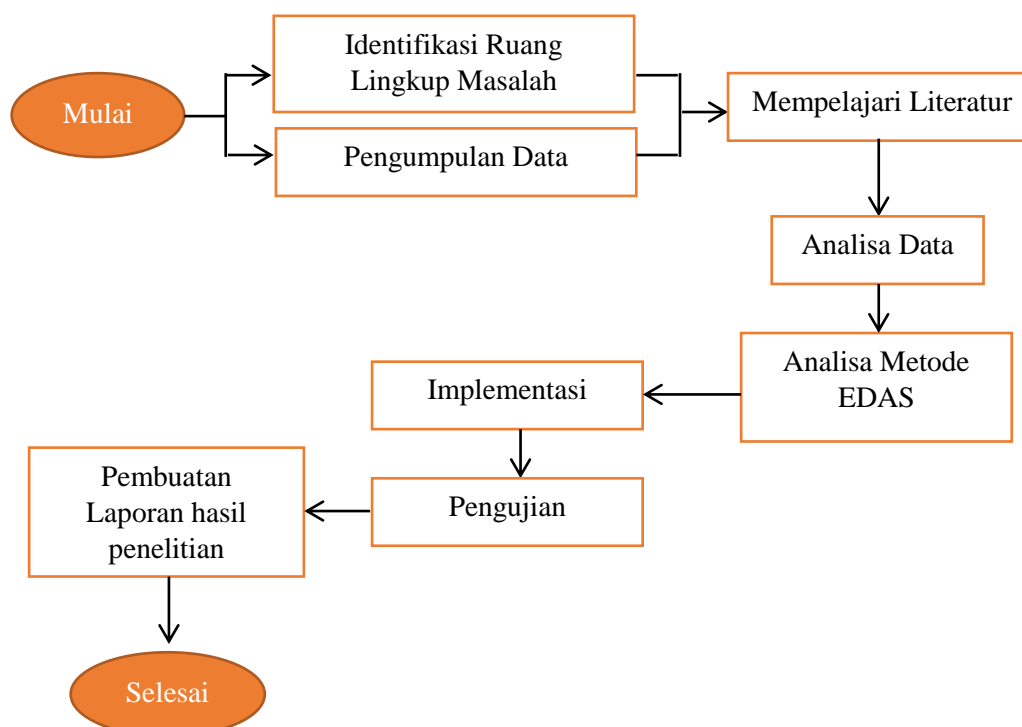 Mulai
Identifikasi Ruang
Lingkup Masalah
Pengumpulan Data
Mempelajari Literatur
Analisa Data
Analisa Metode
EDAS
Implementasi
Pengujian
Pembuatan
Laporan hasil
penelitian
Selesai